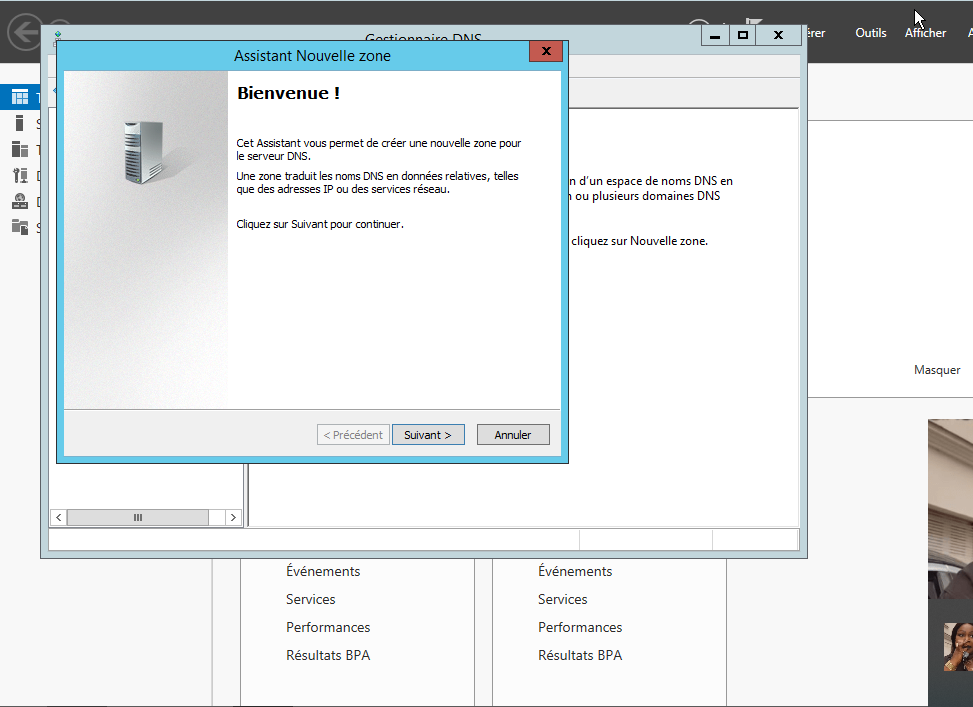 Gestionnaire DNS
Outils
Afficher
Assistant Nouvelle zone
Bienvenue !
Cet Assistant vous permet de créer une nouvelle zone pour
le serveur DNS.
Une zone traduit les noms DNS en données relatives, telles
que des adresses IP ou des services réseau.
Cliquez sur Suivant pour continuer.
d'un espace de noms DNS en
ou plusieurs domaines DNS
cliquez sur Nouvelle zone.
Masquer
< Précédent
Suivant >
Annuler
Événements
Événements
Services
Services
Performances
Performances
Résultats BPA
Résultats BPA